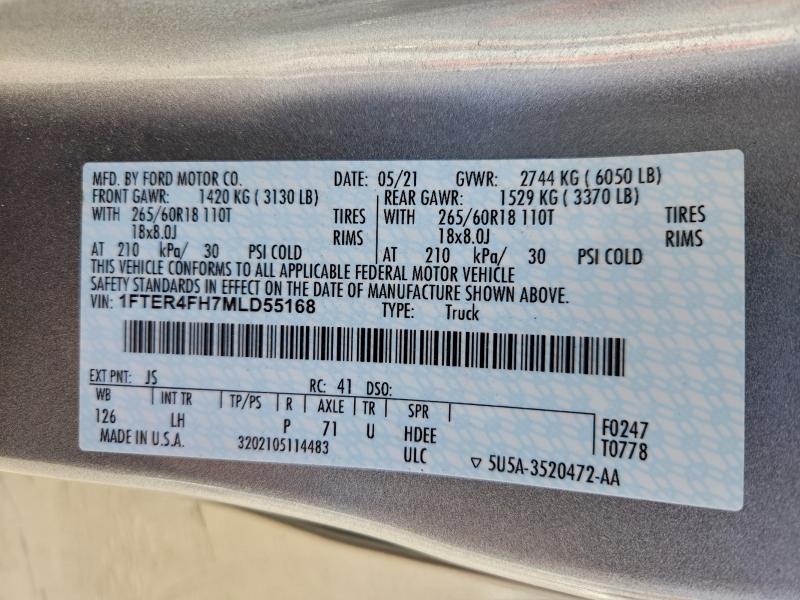 MFD. BY FORD MOTOR CO. DATE: 05/21 GVWR: 2744 KG ( 6050 LB)
FRONT GAWR: 1420 KG ( 3130 LB) REAR GAWR: 1529 KG ( 3370 LB)
WITH 265/60R18 110T TIRES WITH 265/60R18 110T TIRES
18x8.0J RIMS 18x8.0J RIMS
AT 210 kPa/ 30 PSI COLD AT 210 kPa/ 30 PSI COLD
THIS VEHICLE CONFORMS TO ALL APPLICABLE FEDERAL MOTOR VEHICLE
SAFETY STANDARDS IN EFFECT ON THE DATE OF MANUFACTURE SHOWN ABOVE.
VIN: 1FTER4FH7MLD55168 TYPE: Truck
EXT PNT: JS RC: 41 DSO:
WB INT TR TP/PS R AXLE TR SPR
126 LH P 71 U HDEE F0247
MADE IN U.S.A. 3202105114483 ULC T0778
▽ 5U5A-3520472-AA